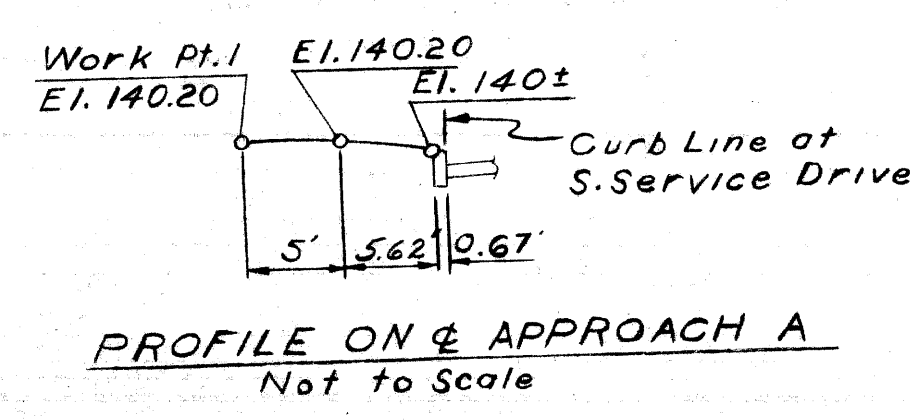 Work Pt.1
El. 140.20
El. 140.20
El. 140±
Curb Line at
S. Service Drive
5'
5.62'
0.67'
PROFILE ON ℄ APPROACH A
Not to Scale